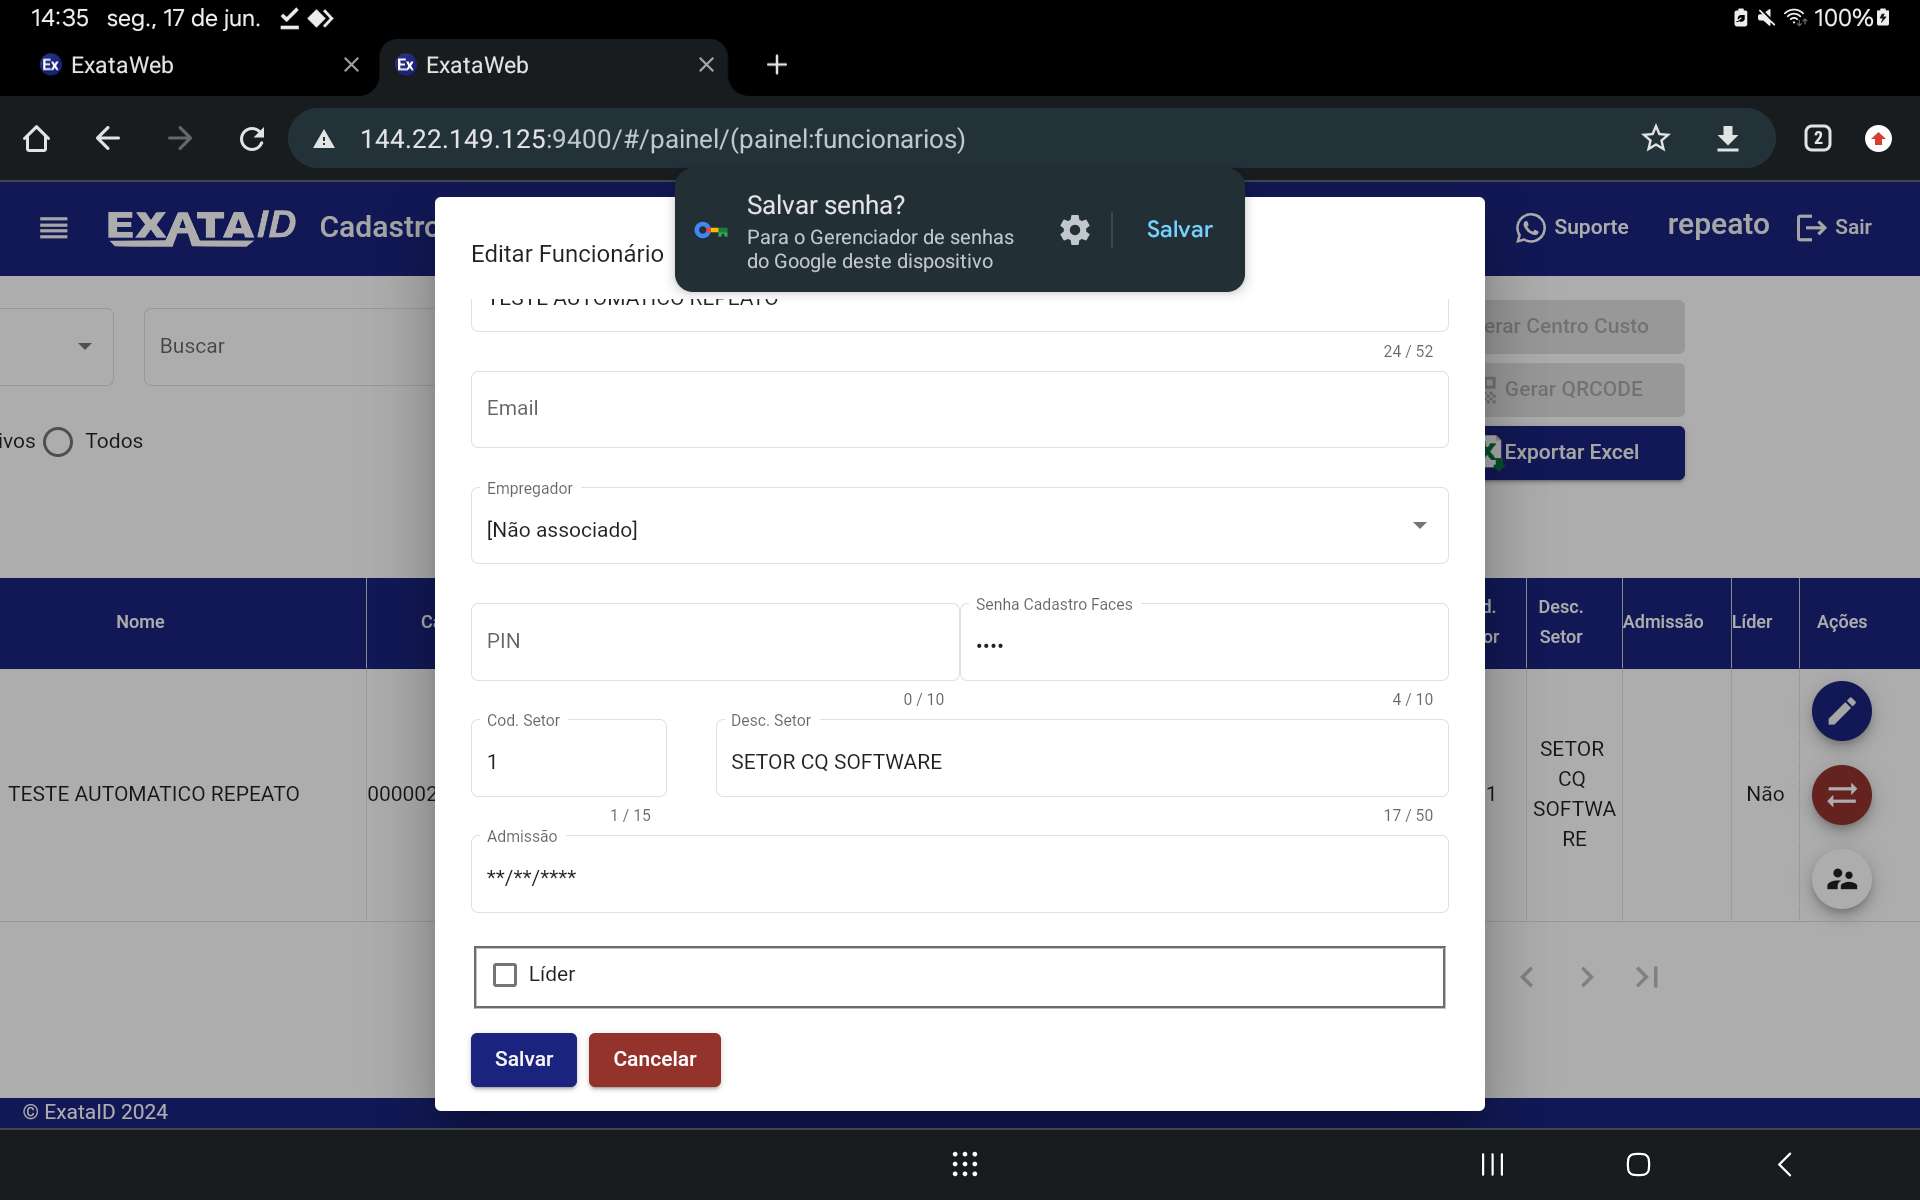 14:35 seg., 17 de jun. 100%
Ex ExataWeb
Ex ExataWeb
144.22.149.125:9400/#/painel/(painel:funcionarios)
2
Salvar senha?
Para o Gerenciador de senhas
do Google deste dispositivo
Salvar
EXATAID Cadastro
Suporte repeato Sair
Editar Funcionário
TESTE AUTOMATICO REPEATO
24 / 52
Buscar
erar Centro Custo
Gerar QRCODE
Exportar Excel
ivos Todos
Email
Empregador
[Não associado]
PIN
0 / 10
Senha Cadastro Faces
••••
4 / 10
Cod. Setor
1
1 / 15
Desc. Setor
SETOR CQ SOFTWARE
17 / 50
Admissão
**/**/****
Líder
Salvar Cancelar
Nome
Ca
d.
or
Desc.
Setor
Admissão
Líder
Ações
TESTE AUTOMATICO REPEATO
000002
1
SETOR
CQ
SOFTWA
RE
Não
© ExataID 2024